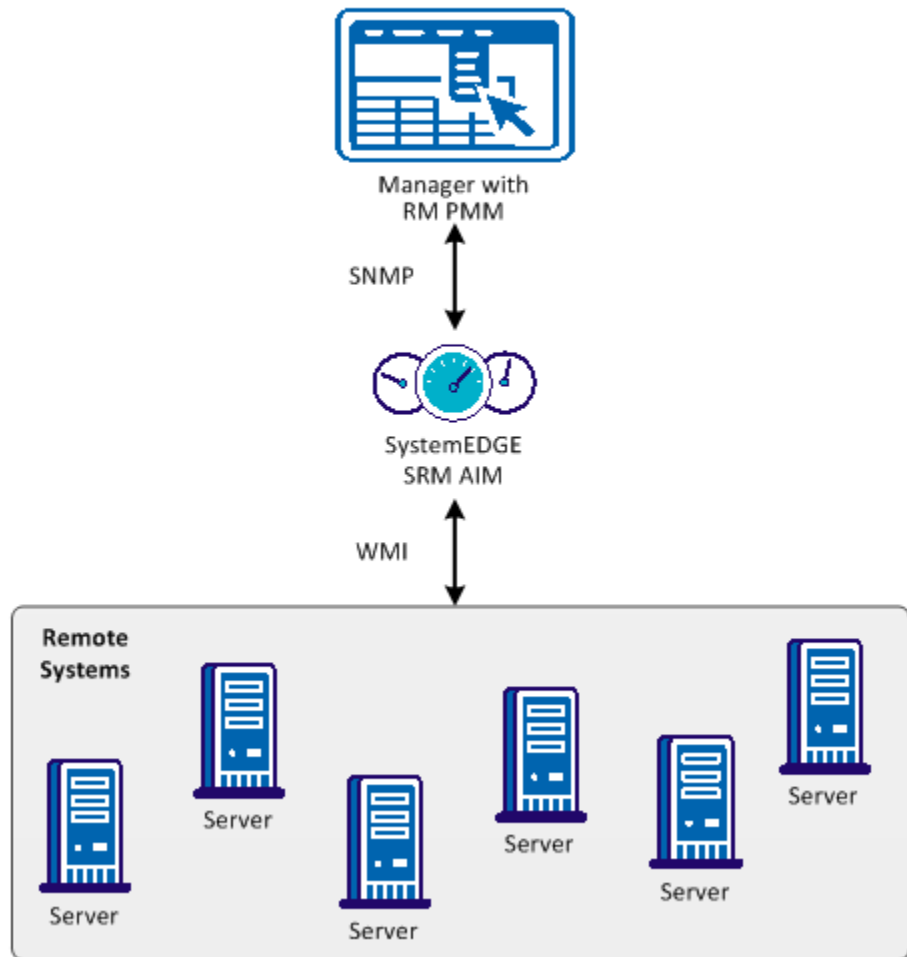 Manager with
RM PMM
SNMP
SystemEDGE
SRM AIM
WMI
Remote
Systems
Server
Server
Server
Server
Server
Server